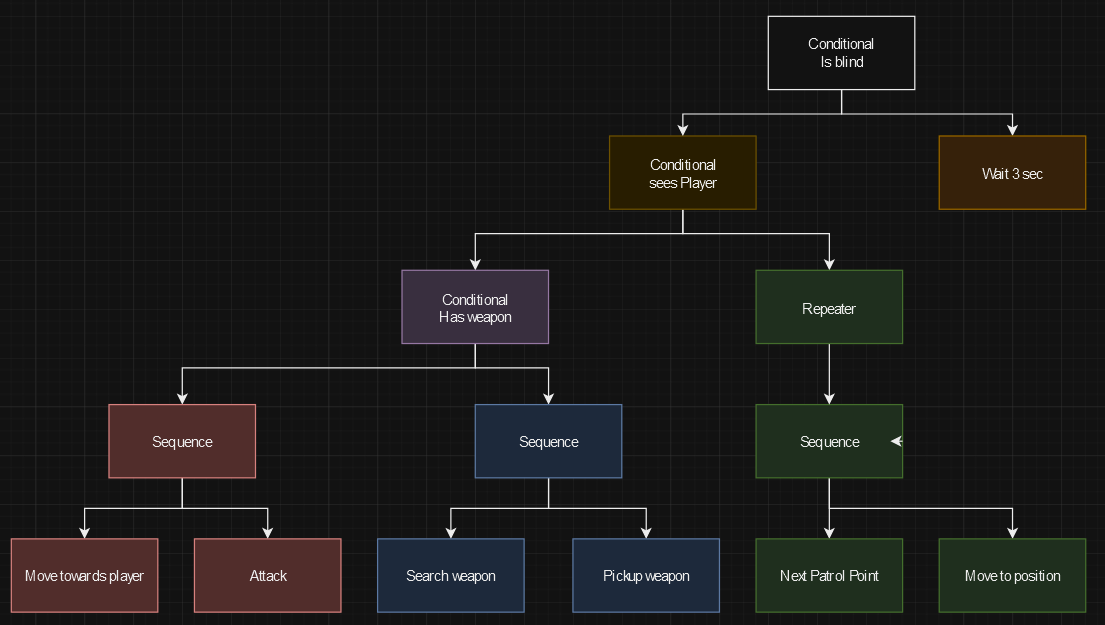 Conditional
Is blind
Conditional
sees Player
Wait 3 sec
Conditional
Has weapon
Repeater
Sequence
Sequence
Sequence
Move towards player
Attack
Search weapon
Pickup weapon
Next Patrol Point
Move to position